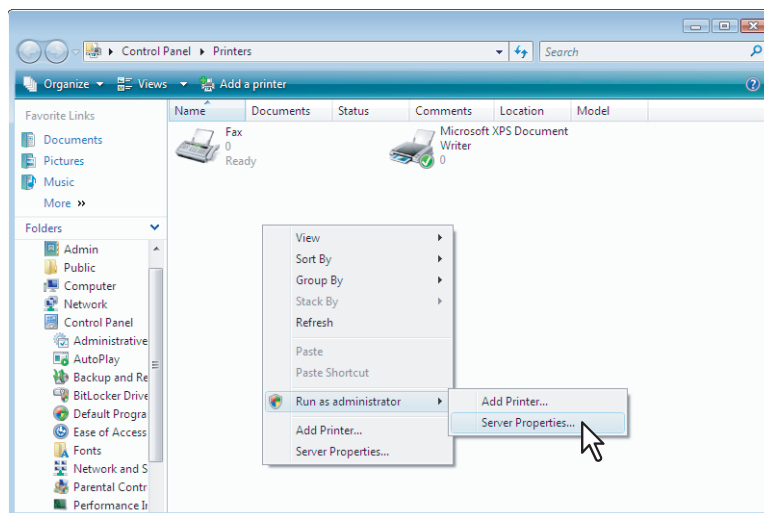 Control Panel ▸ Printers
Search
Organize Views Add a printer
Favorite Links
Documents
Pictures
Music
More »
Folders
Admin
Public
Computer
Network
Control Panel
Administrative
AutoPlay
Backup and Re
BitLocker Drive
Default Progra
Ease of Access
Fonts
Network and S
Parental Contr
Performance In
Name Documents Status Comments Location Model
Fax
0
Ready
Microsoft XPS Document
Writer
0
View
Sort By
Group By
Stack By
Refresh
Paste
Paste Shortcut
Run as administrator
Add Printer...
Server Properties...
Add Printer...
Server Properties...